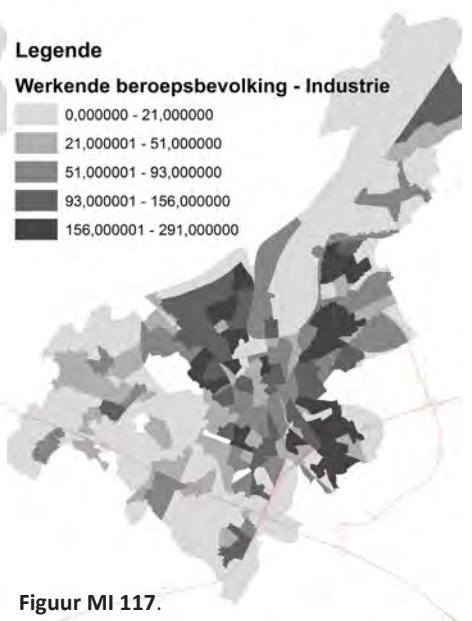 Legende
Werkende beroepsbevolking - Industrie
0,000000 - 21,000000
21,000001 - 51,000000
51,000001 - 93,000000
93,000001 - 156,000000
156,000001 - 291,000000
Figuur MI 117.